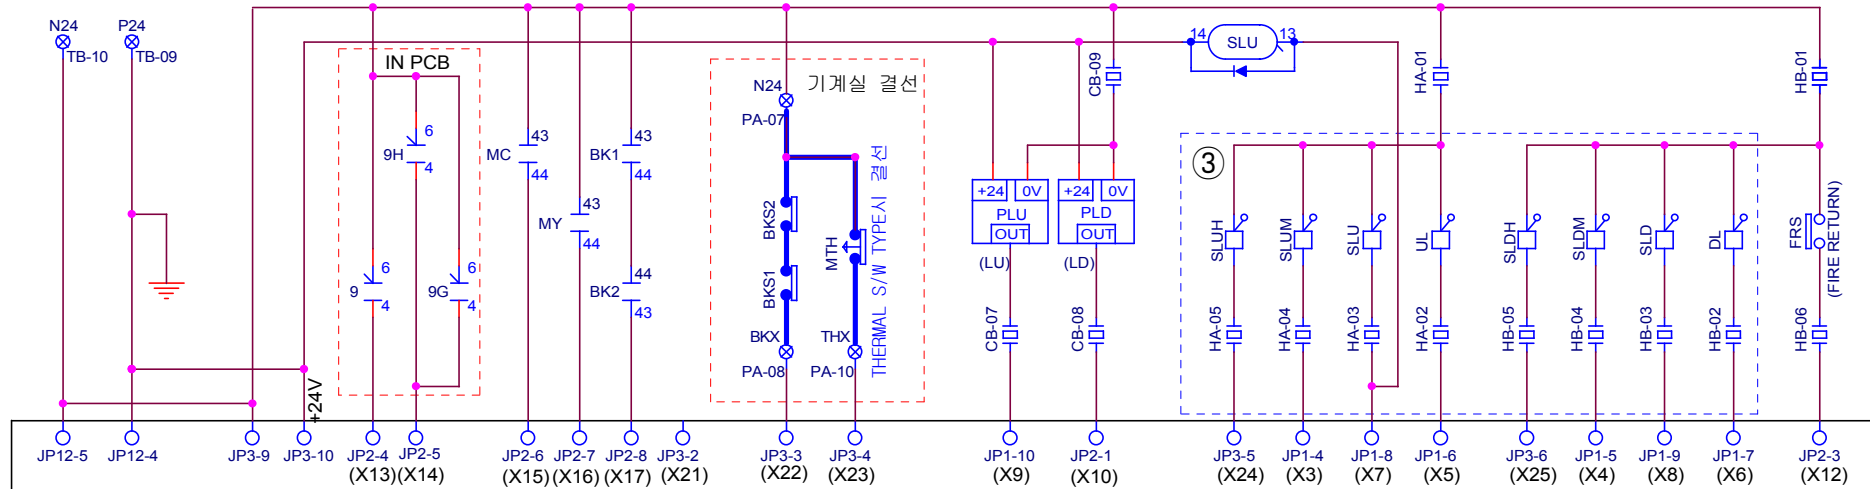 N24
TB-10
P24
TB-09
IN PCB
6
9H
4
6
9
4
6
9G
4
43
MC
44
43
MY
44
43
BK1
44
44
BK2
43
기계실 결선
N24
PA-07
BKS2
BKS1
MTH
BKX
PA-08
THX
PA-10
THERMAL S/W TYPE시 결선
+24 0V
PLU
OUT
(LU)
CB-07
CB-09
+24 0V
PLD
OUT
(LD)
CB-08
14 SLU 13
HA-01
HB-01
③
SLUH
SLUM
SLU
UL
SLDH
SLDM
SLD
DL
FRS
(FIRE RETURN)
HA-05
HA-04
HA-03
HA-02
HB-05
HB-04
HB-03
HB-02
HB-06
+24V
JP12-5 JP12-4 JP3-9 JP3-10 JP2-4 JP2-5 JP2-6 JP2-7 JP2-8 JP3-2 JP3-3 JP3-4 JP1-10 JP2-1 JP3-5 JP1-4 JP1-8 JP1-6 JP3-6 JP1-5 JP1-9 JP1-7 JP2-3
(X13) (X14) (X15) (X16) (X17) (X21) (X22) (X23) (X9) (X10) (X24) (X3) (X7) (X5) (X25) (X4) (X8) (X6) (X12)